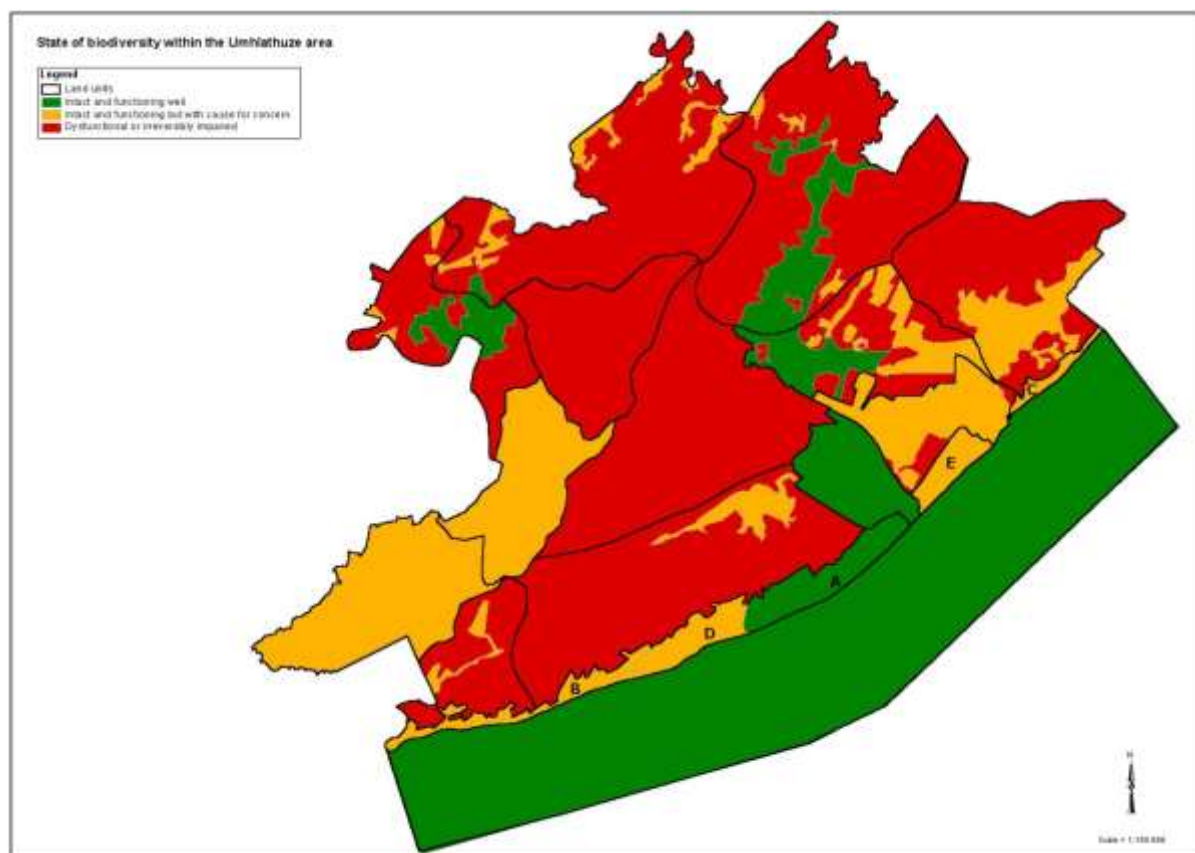 State of biodiversity within the Umhlathuze area
Legend
Land units
Intact and functioning well
Intact and functioning but with cause for concern
Dysfunctional or irreversibly impaired
C
E
A
D
B
N
Scale =